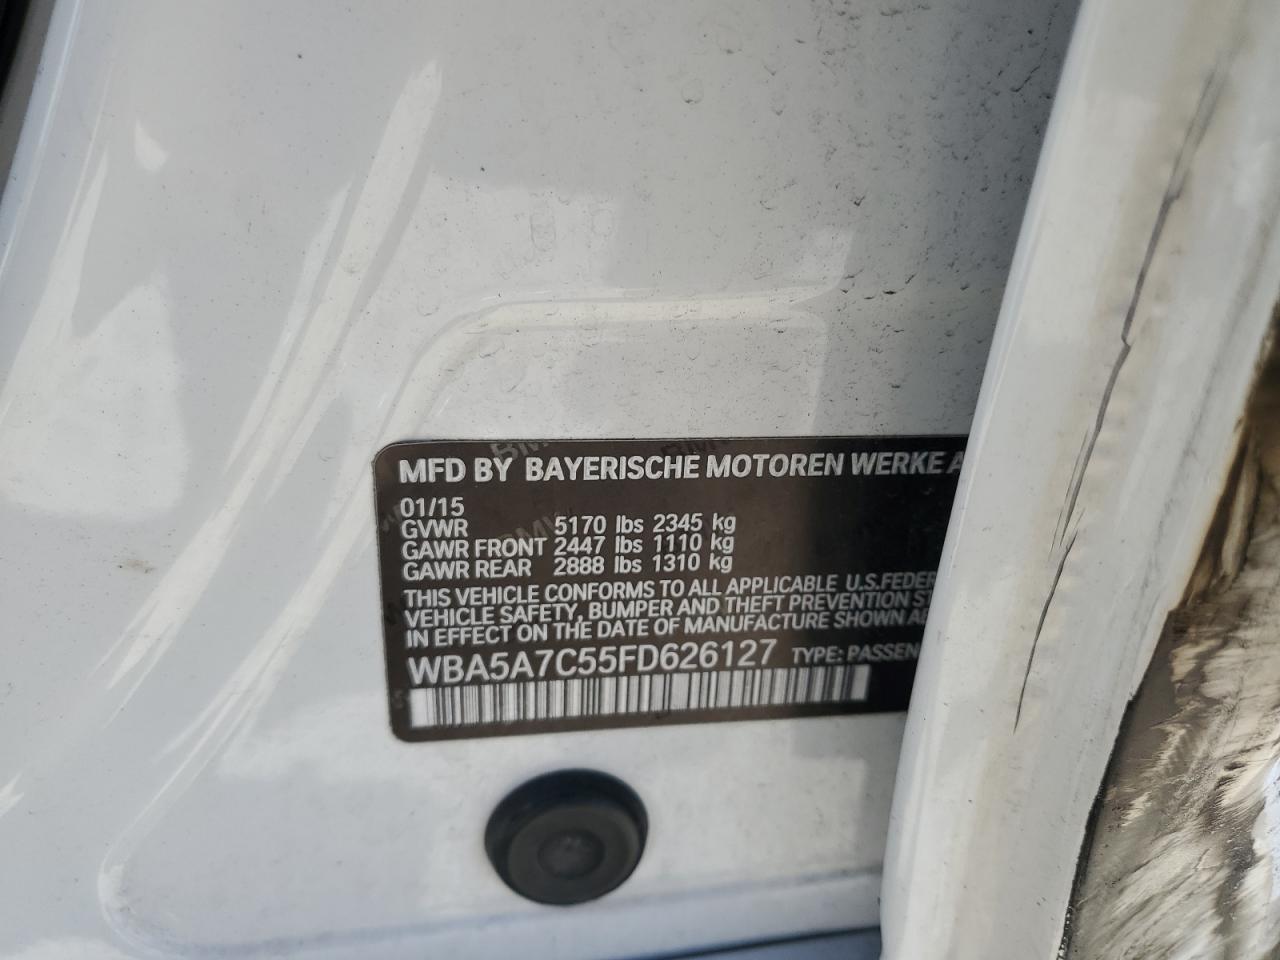 MFD BY BAYERISCHE MOTOREN WERKE A
01/15
GVWR 5170 lbs 2345 kg
GAWR FRONT 2447 lbs 1110 kg
GAWR REAR 2888 lbs 1310 kg
THIS VEHICLE CONFORMS TO ALL APPLICABLE U.S.FEDER
VEHICLE SAFETY, BUMPER AND THEFT PREVENTION ST
IN EFFECT ON THE DATE OF MANUFACTURE SHOWN A
WBA5A7C55FD626127 TYPE: PASSEN